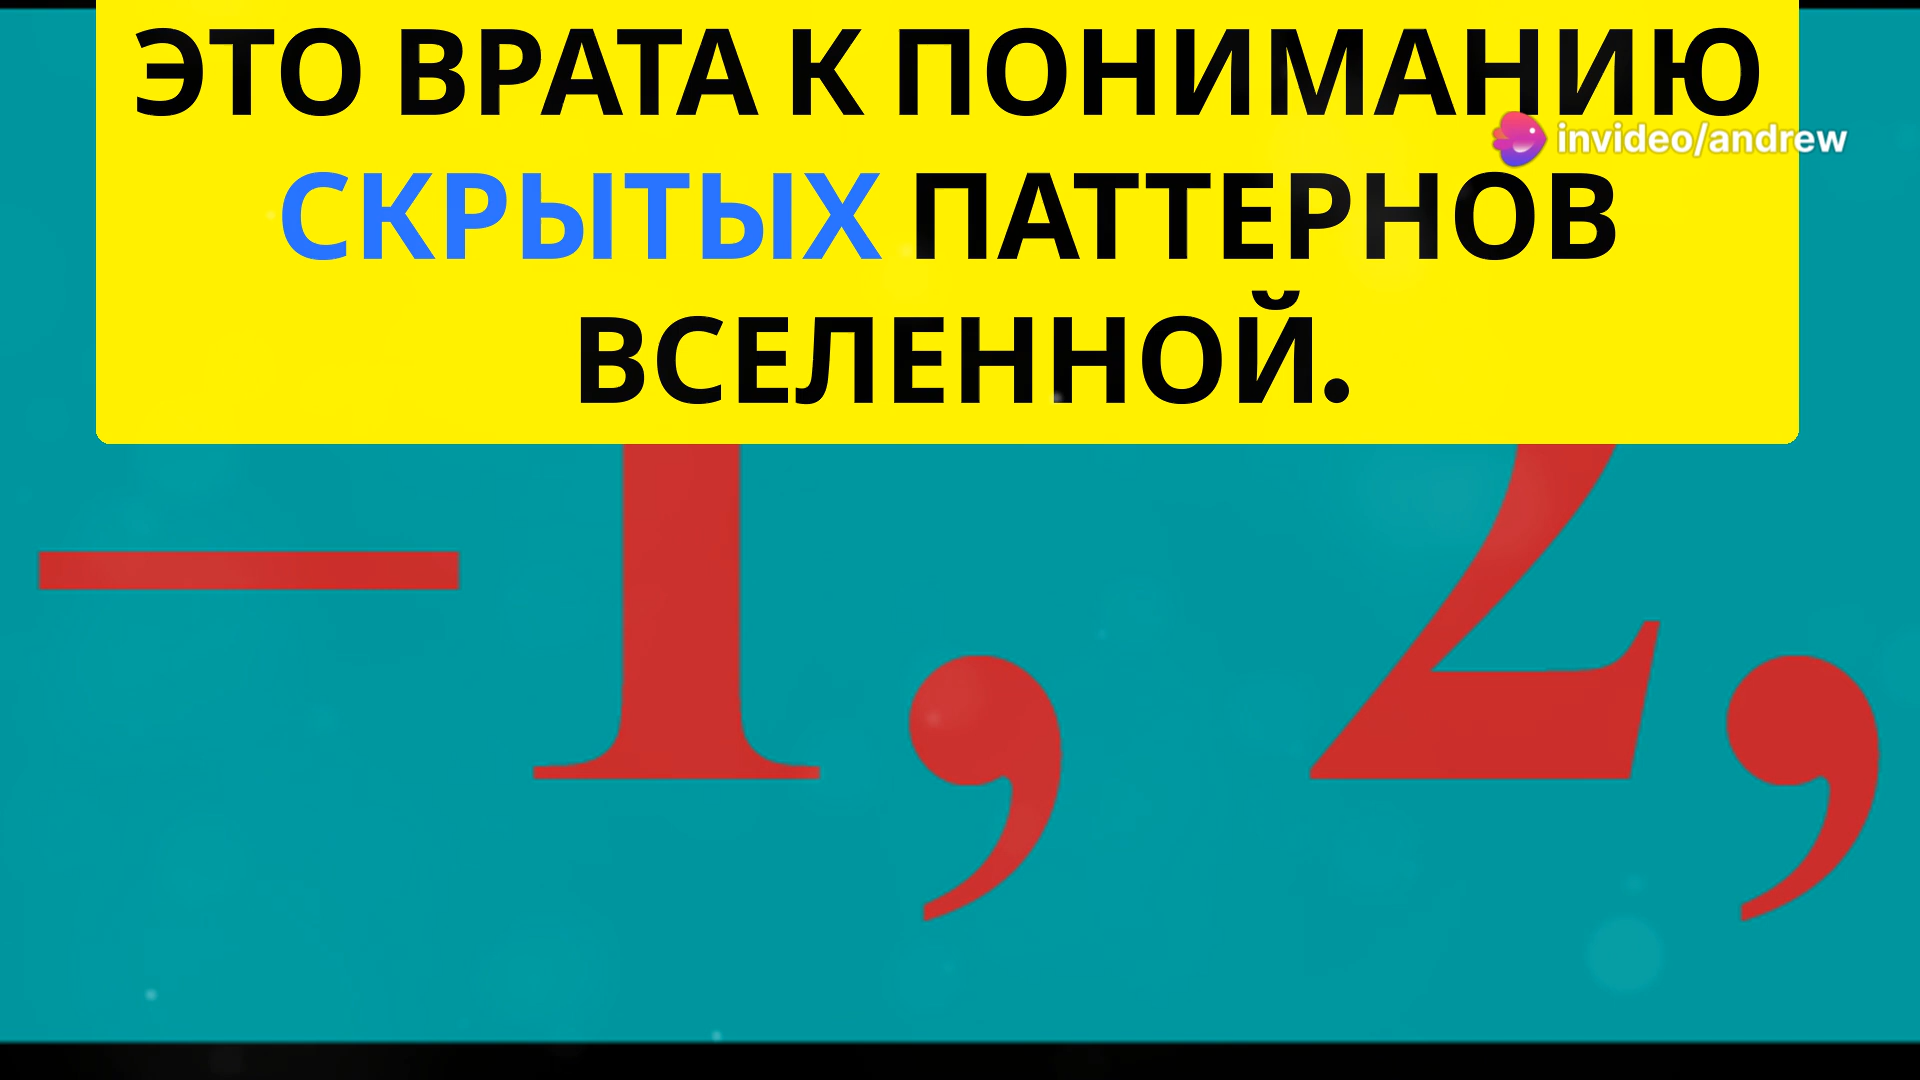 ЭТО ВРАТА К ПОНИМАНИЮ
invideo/andrew
СКРЫТЫХ ПАТТЕРНОВ
ВСЕЛЕННОЙ.
–1, 2,